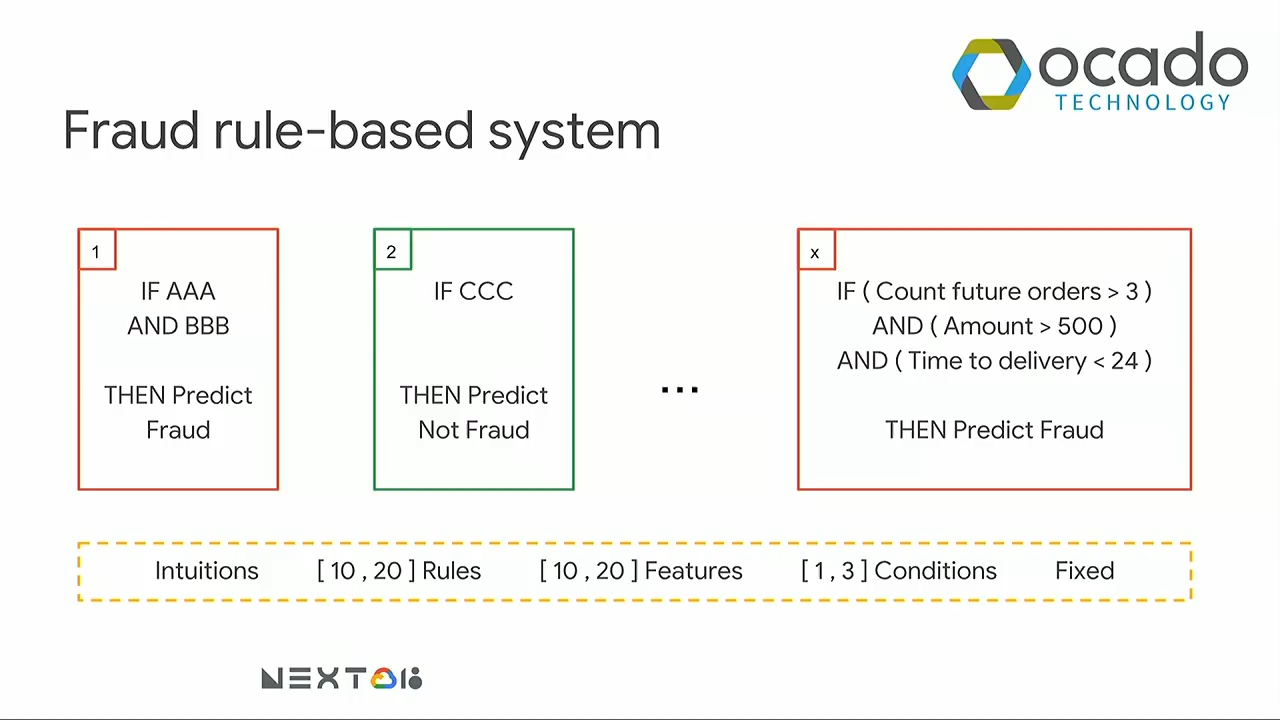 ocado
TECHNOLOGY
Fraud rule-based system
1
IF AAA
AND BBB
THEN Predict
Fraud
2
IF CCC
THEN Predict
Not Fraud
...
x
IF ( Count future orders > 3 )
AND ( Amount > 500 )
AND ( Time to delivery < 24 )
THEN Predict Fraud
Intuitions [ 10 , 20 ] Rules [ 10 , 20 ] Features [ 1 , 3 ] Conditions Fixed
NEXT 18